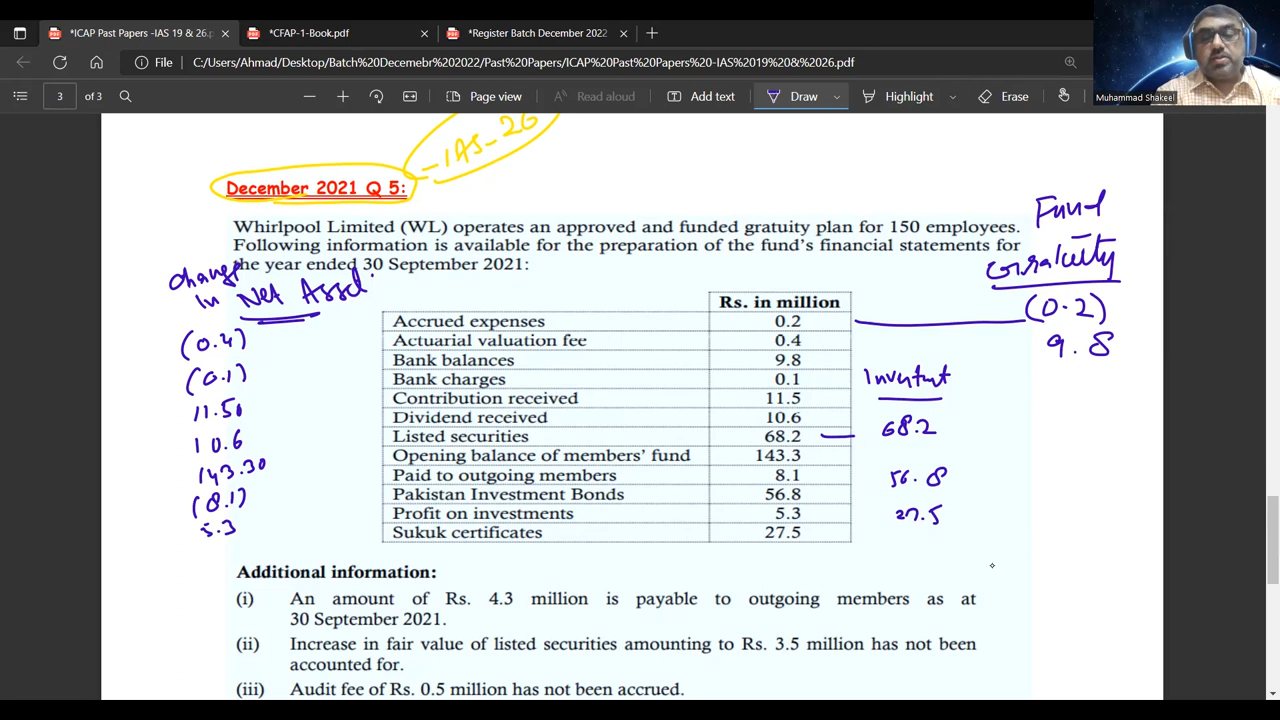 *ICAP Past Papers -IAS 19 & 26.p
*CFAP-1-Book.pdf
*Register Batch December 2022
File C:/Users/Ahmad/Desktop/Batch%20Decemebr%202022/Past%20Papers/ICAP%20Past%20Papers%20-IAS%2019%20&%2026.pdf
3 of 3 Page view Read aloud Add text Draw Highlight Erase
Muhammad Shakeel
-IAS-26
December 2021 Q 5:
Whirlpool Limited (WL) operates an approved and funded gratuity plan for 150 employees.
Following information is available for the preparation of the fund's financial statements for
the year ended 30 September 2021:
Fund
Gratuity
Change
in Net Asset
Rs. in million
Accrued expenses 0.2
Actuarial valuation fee 0.4
Bank balances 9.8
Bank charges 0.1
Contribution received 11.5
Dividend received 10.6
Listed securities 68.2
Opening balance of members' fund 143.3
Paid to outgoing members 8.1
Pakistan Investment Bonds 56.8
Profit on investments 5.3
Sukuk certificates 27.5
(0.4)
(0.1)
11.50
10.6
143.30
(8.1)
5.3
(0.2)
9.8
68.2
56.8
27.5
Additional information:
(i) An amount of Rs. 4.3 million is payable to outgoing members as at
30 September 2021.
(ii) Increase in fair value of listed securities amounting to Rs. 3.5 million has not been
accounted for.
(iii) Audit fee of Rs. 0.5 million has not been accrued.